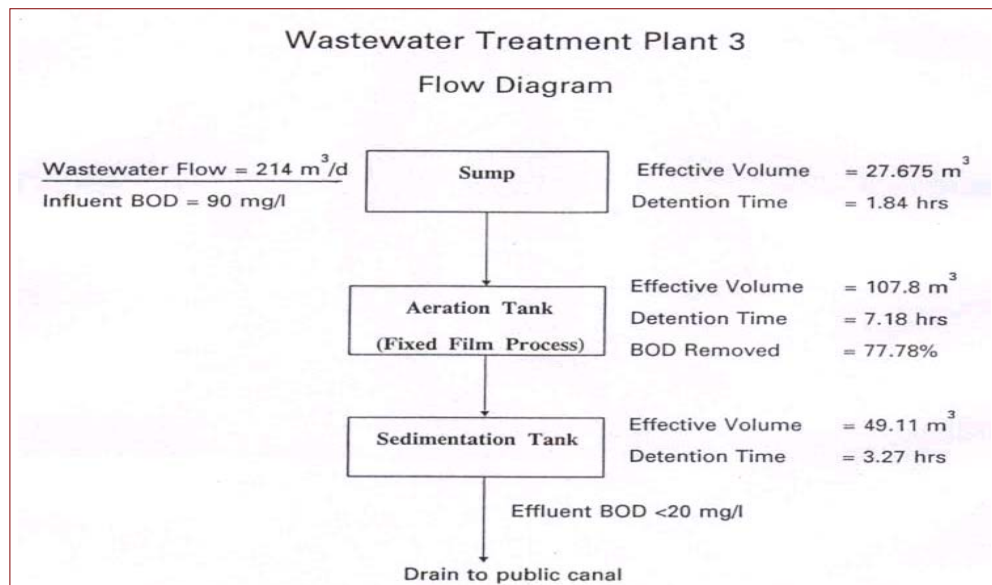 Wastewater Treatment Plant 3
Flow Diagram
Wastewater Flow = 214 m³/d
Influent BOD = 90 mg/l
Sump
Effective Volume = 27.675 m³
Detention Time = 1.84 hrs
Aeration Tank
(Fixed Film Process)
Effective Volume = 107.8 m³
Detention Time = 7.18 hrs
BOD Removed = 77.78%
Sedimentation Tank
Effective Volume = 49.11 m³
Detention Time = 3.27 hrs
Effluent BOD <20 mg/l
Drain to public canal